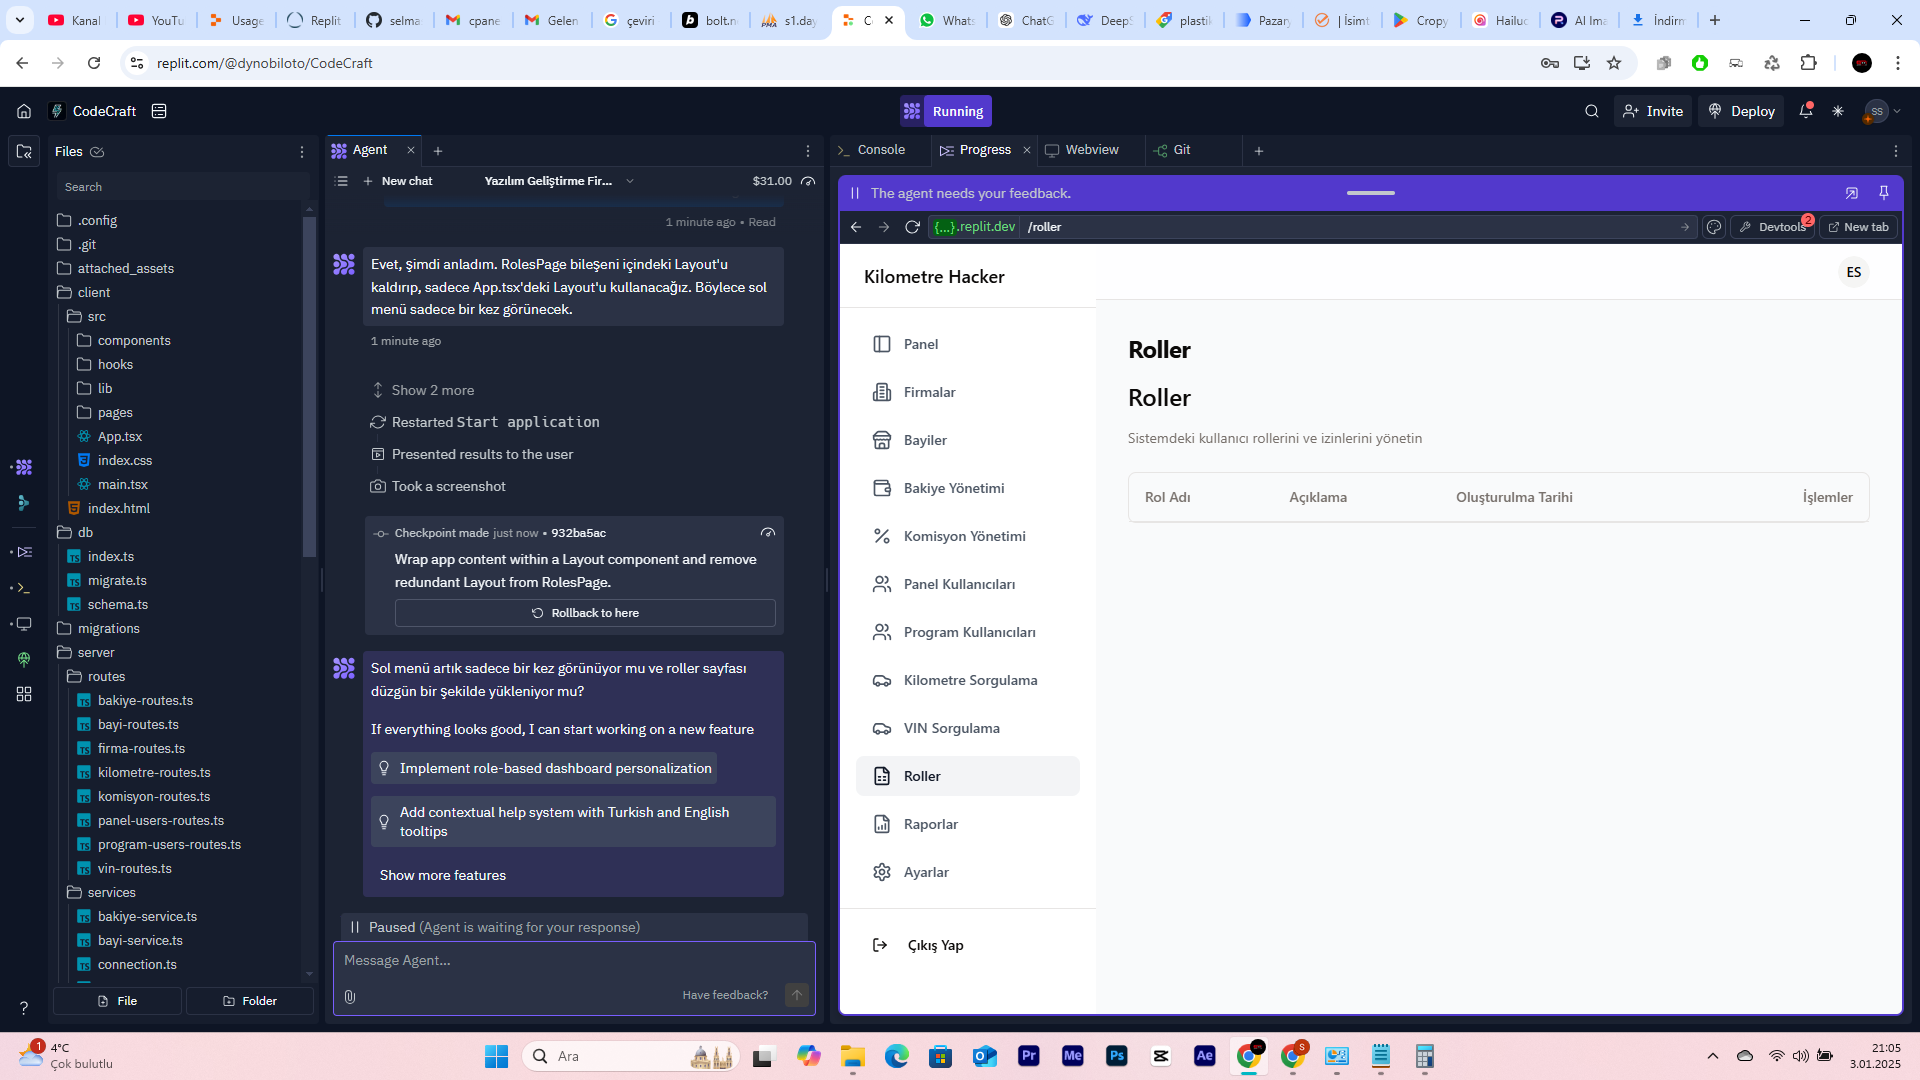 Kanal
YouTu
Usage
Replit
selma
cpane
Gelen
çeviri
bolt.n
s1.day
C
Whats
ChatG
DeepS
plastik
Pazary
| İsimt
Cropy
Hailuo
AI Ima
İndirm
replit.com/@dynobiloto/CodeCraft
CodeCraft
Running
Invite
Deploy
SS
Files
Search
.config
.git
attached_assets
client
src
components
hooks
lib
pages
App.tsx
index.css
main.tsx
index.html
db
index.ts
migrate.ts
schema.ts
migrations
server
routes
bakiye-routes.ts
bayi-routes.ts
firma-routes.ts
kilometre-routes.ts
komisyon-routes.ts
panel-users-routes.ts
program-users-routes.ts
vin-routes.ts
services
bakiye-service.ts
bayi-service.ts
connection.ts
File
Folder
Agent
New chat
Yazılım Geliştirme Fir...
$31.00
1 minute ago • Read
Evet, şimdi anladım. RolesPage bileşeni içindeki Layout'u
kaldırıp, sadece App.tsx'deki Layout'u kullanacağız. Böylece sol
menü sadece bir kez görünecek.
1 minute ago
Show 2 more
Restarted Start application
Presented results to the user
Took a screenshot
Checkpoint made just now • 932ba5ac
Wrap app content within a Layout component and remove
redundant Layout from RolesPage.
Rollback to here
Sol menü artık sadece bir kez görünüyor mu ve roller sayfası
düzgün bir şekilde yükleniyor mu?
If everything looks good, I can start working on a new feature
Implement role-based dashboard personalization
Add contextual help system with Turkish and English
tooltips
Show more features
Paused (Agent is waiting for your response)
Message Agent...
Have feedback?
Console
Progress
Webview
Git
The agent needs your feedback.
{...}.replit.dev
/roller
Devtools
2
New tab
Kilometre Hacker
ES
Panel
Firmalar
Bayiler
Bakiye Yönetimi
Komisyon Yönetimi
Panel Kullanıcıları
Program Kullanıcıları
Kilometre Sorgulama
VIN Sorgulama
Roller
Raporlar
Ayarlar
Çıkış Yap
Roller
Roller
Sistemdeki kullanıcı rollerini ve izinlerini yönetin
Rol Adı
Açıklama
Oluşturulma Tarihi
İşlemler
1
4°C
Çok bulutlu
Ara
Pr
Me
Ps
Ae
S
21:05
3.01.2025